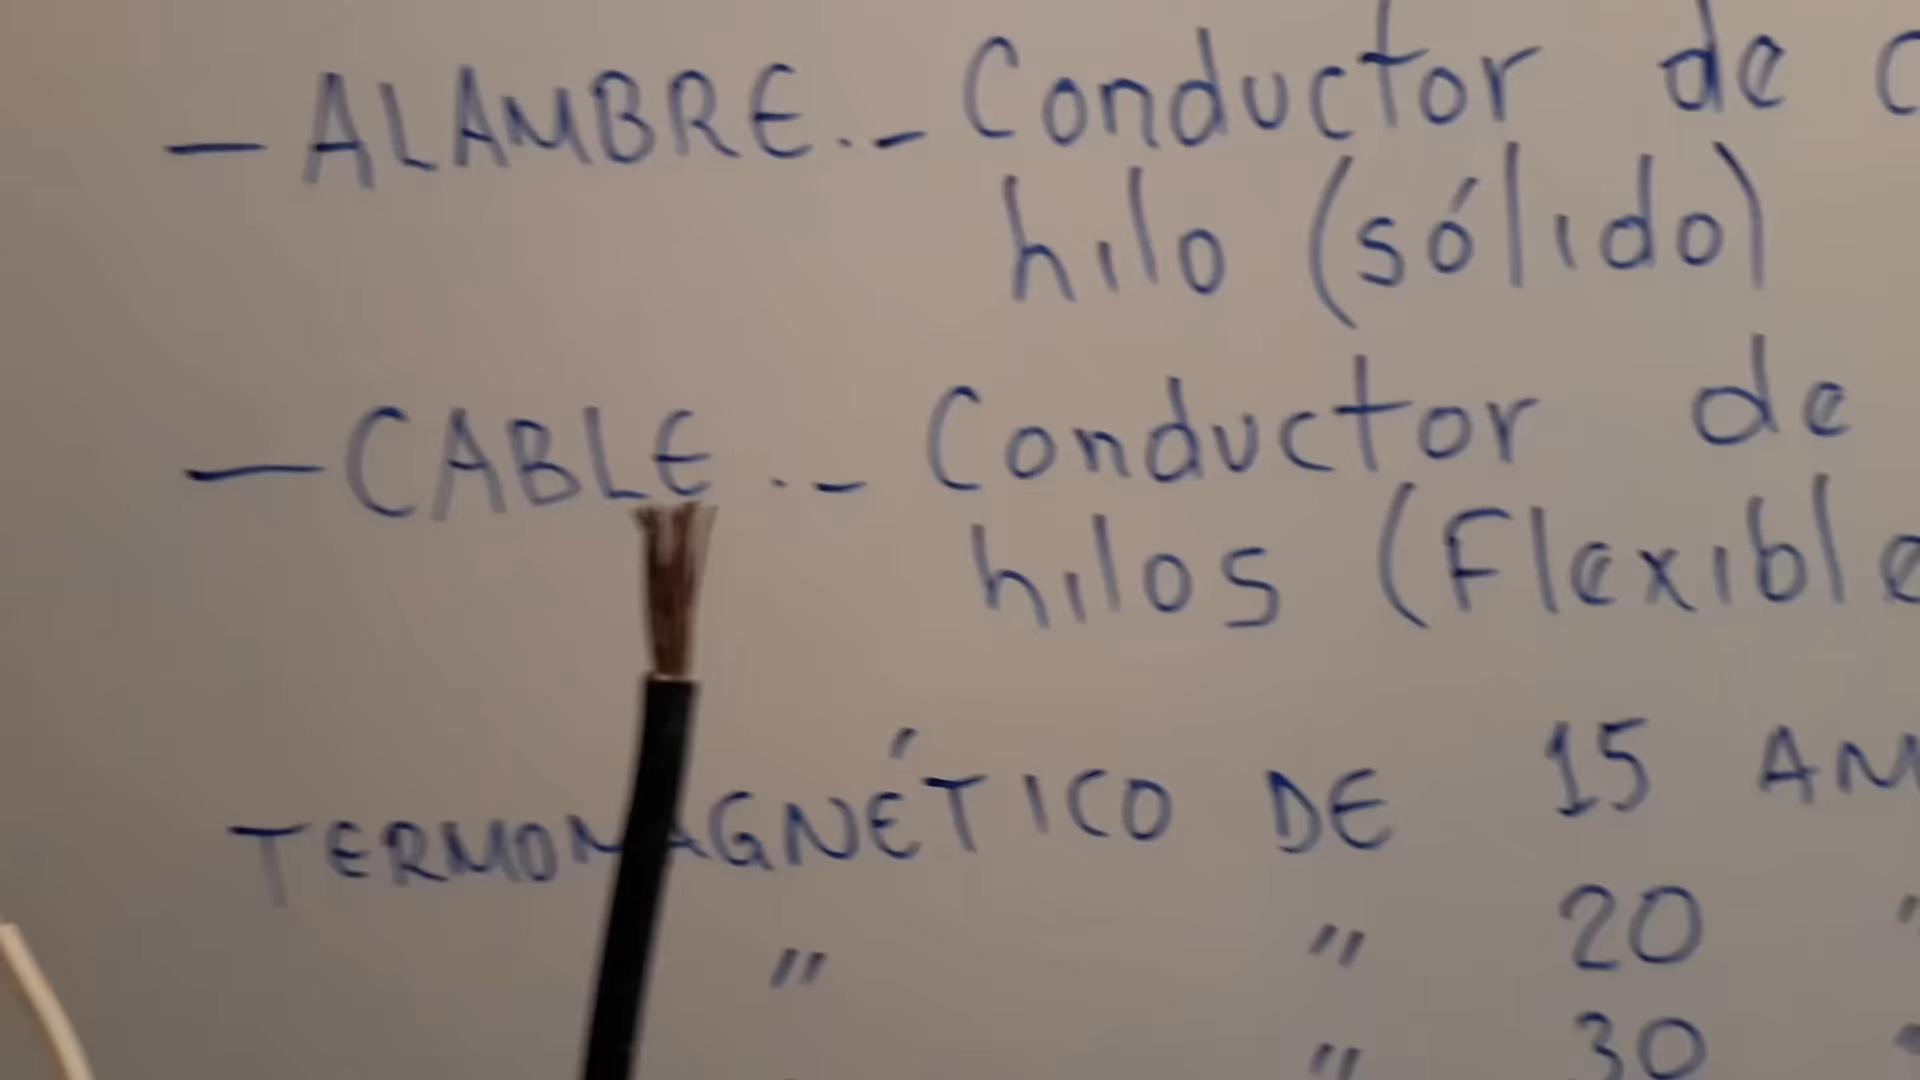 — ALAMBRE.- Conductor de
hilo (sólido)
— CABLE.- Conductor de
hilos (Flexible
TERMOMAGNÉTICO DE 15 AM
" " 20 "
" 30 "